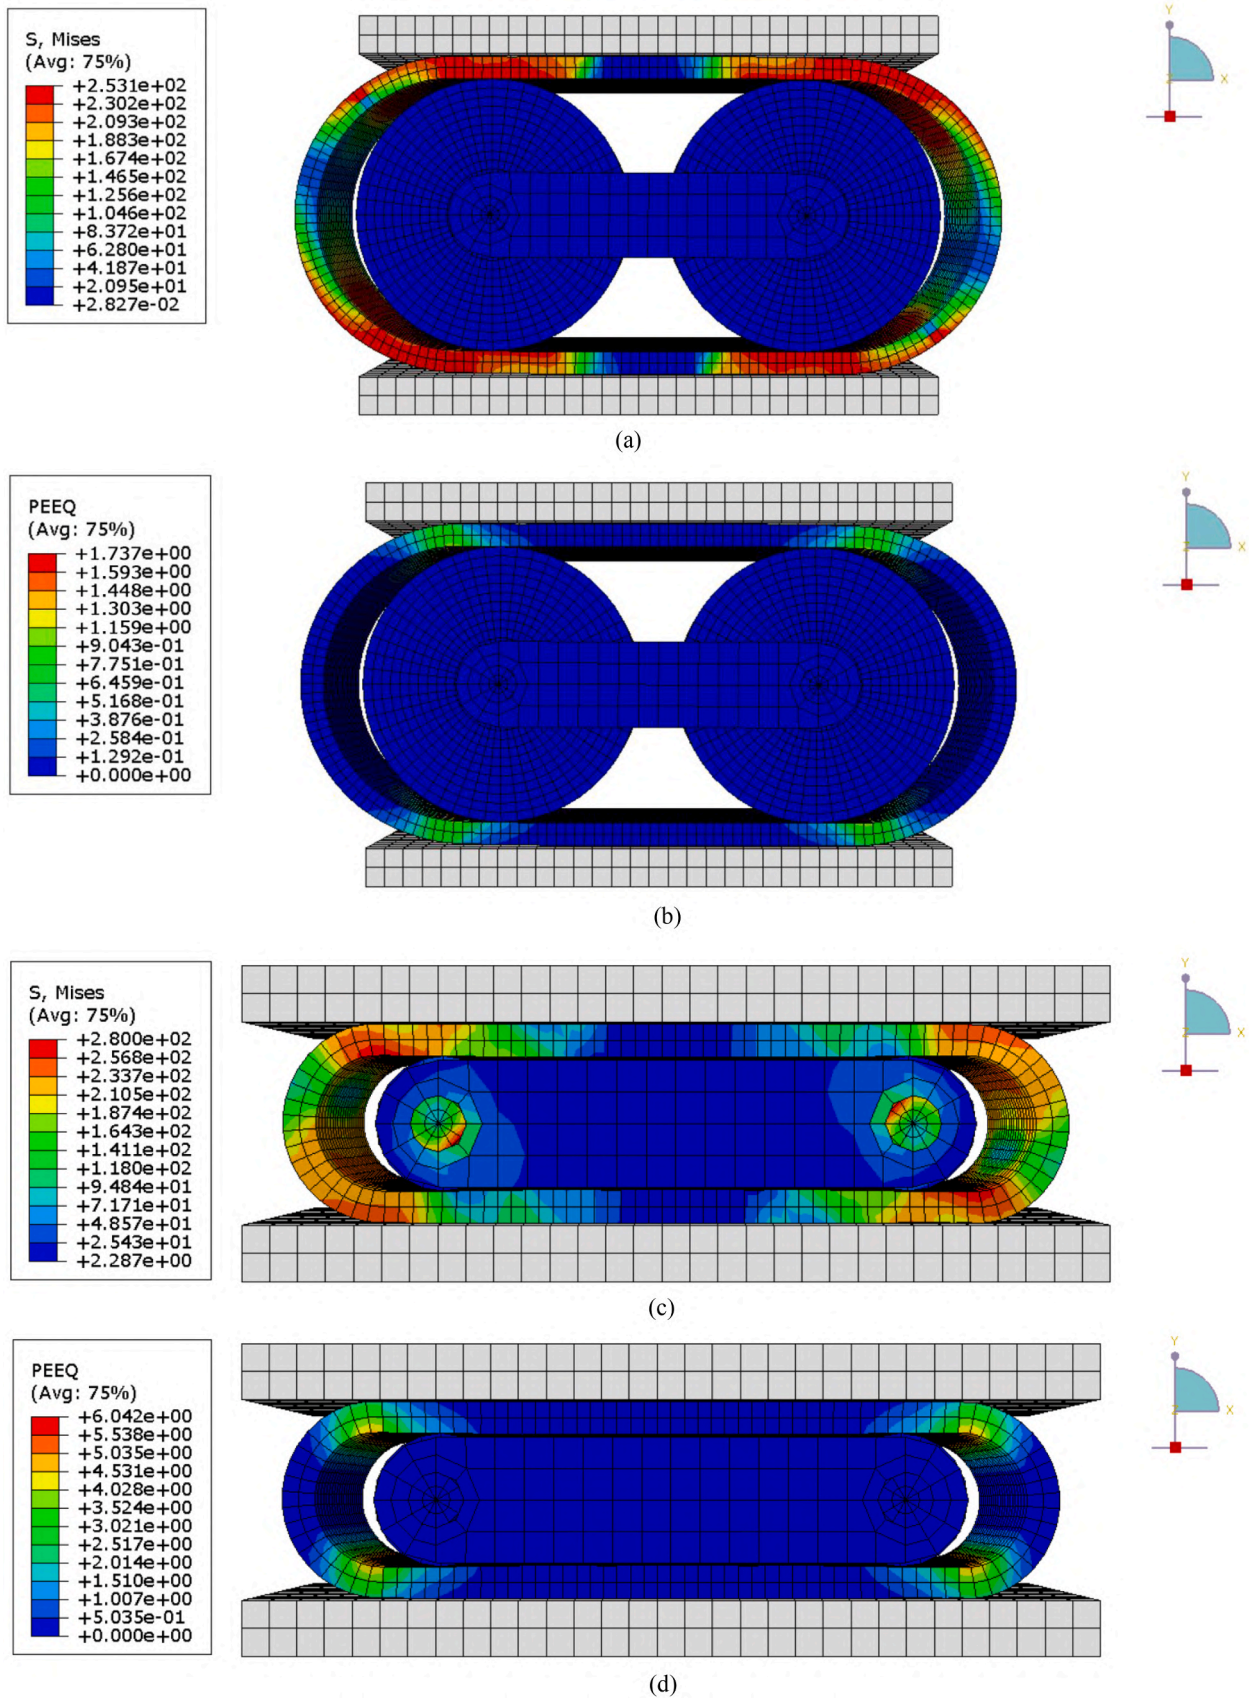 S, Mises
(Avg: 75%)
+2.531e+02
+2.302e+02
+2.093e+02
+1.883e+02
+1.674e+02
+1.465e+02
+1.256e+02
+1.046e+02
+8.372e+01
+6.280e+01
+4.187e+01
+2.095e+01
+2.827e-02
Y
Z
X
(a)
PEEQ
(Avg: 75%)
+1.737e+00
+1.593e+00
+1.448e+00
+1.303e+00
+1.159e+00
+9.043e-01
+7.751e-01
+6.459e-01
+5.168e-01
+3.876e-01
+2.584e-01
+1.292e-01
+0.000e+00
Y
Z
X
(b)
S, Mises
(Avg: 75%)
+2.800e+02
+2.568e+02
+2.337e+02
+2.105e+02
+1.874e+02
+1.643e+02
+1.411e+02
+1.180e+02
+9.484e+01
+7.171e+01
+4.857e+01
+2.543e+01
+2.287e+00
Y
Z
X
(c)
PEEQ
(Avg: 75%)
+6.042e+00
+5.538e+00
+5.035e+00
+4.531e+00
+4.028e+00
+3.524e+00
+3.021e+00
+2.517e+00
+2.014e+00
+1.510e+00
+1.007e+00
+5.035e-01
+0.000e+00
Y
Z
X
(d)